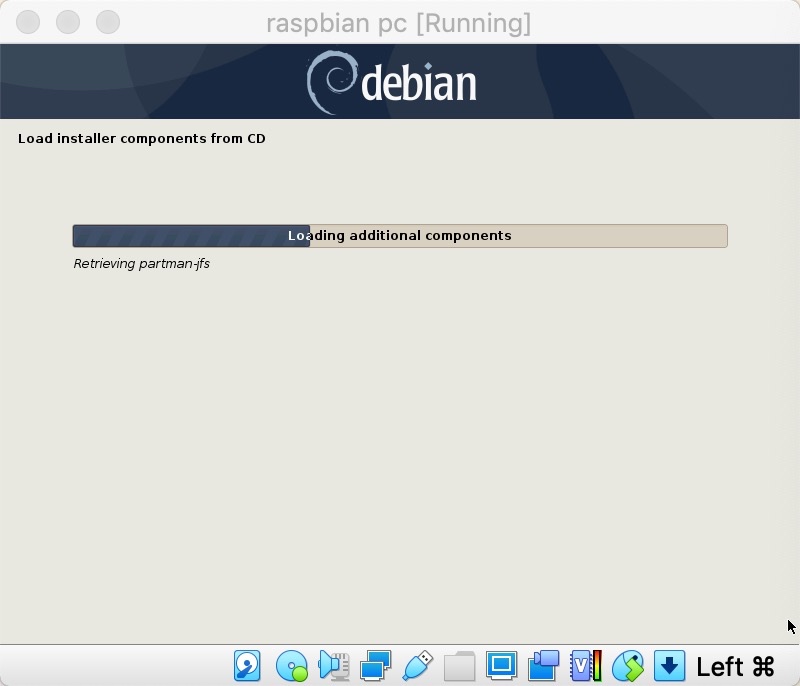 raspbian pc [Running]
debian
Load installer components from CD
Loading additional components
Retrieving partman-jfs
V
Left ⌘